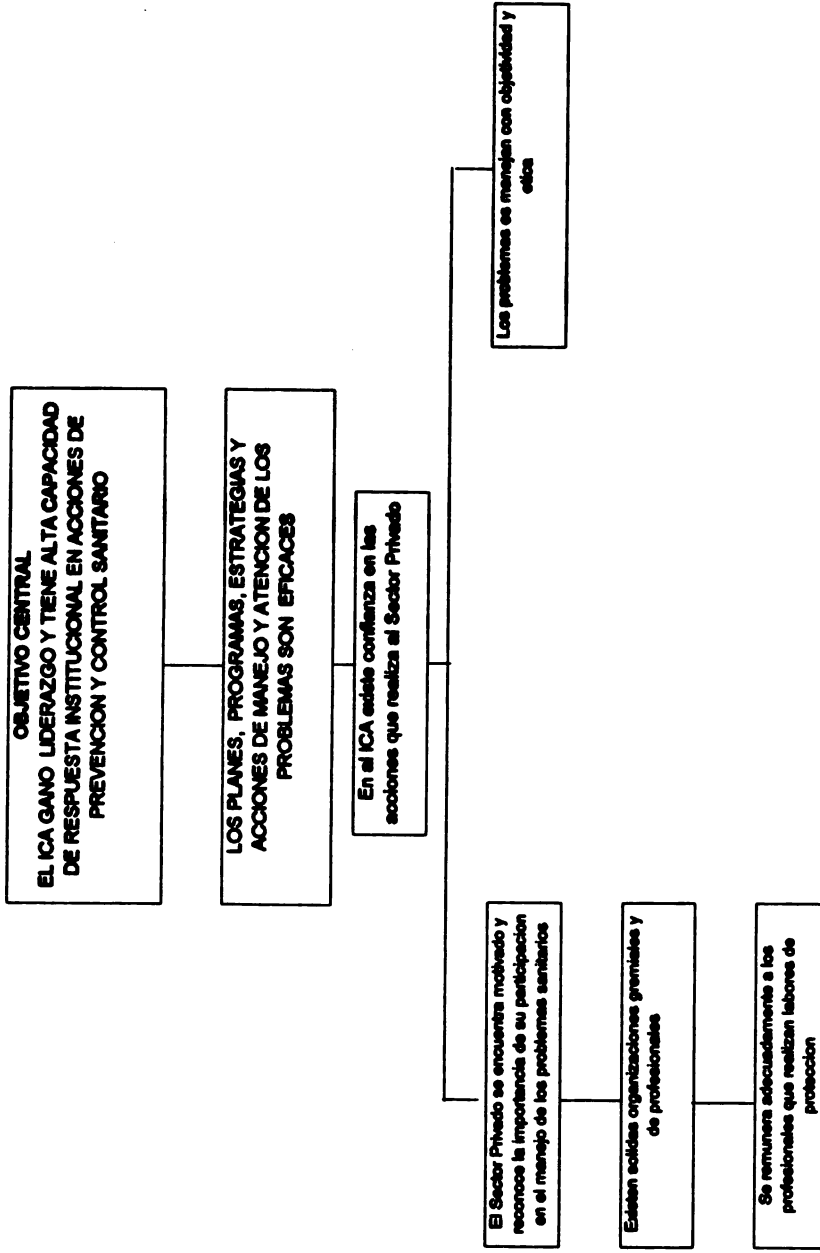 OBJETIVO CENTRAL
EL ICA GANO LIDERAZGO Y TIENE ALTA CAPACIDAD
DE RESPUESTA INSTITUCIONAL EN ACCIONES DE
PREVENCION Y CONTROL SANITARIO
LOS PLANES, PROGRAMAS, ESTRATEGIAS Y
ACCIONES DE MANEJO Y ATENCION DE LOS
PROBLEMAS SON EFICACES
En al ICA existe confianza en las
acciones que realiza al Sector Privado
El Sector Privado se encuentra motivado y
reconoce la importancia de su participacion
en el manejo de los problemas sanitarios
Existen solidas organizaciones gremiales y
de profesionales
Se remunera adecuadamente a los
profesionales que realizan labores de
proteccion
Los problemas es manejan con objetividad y
etica